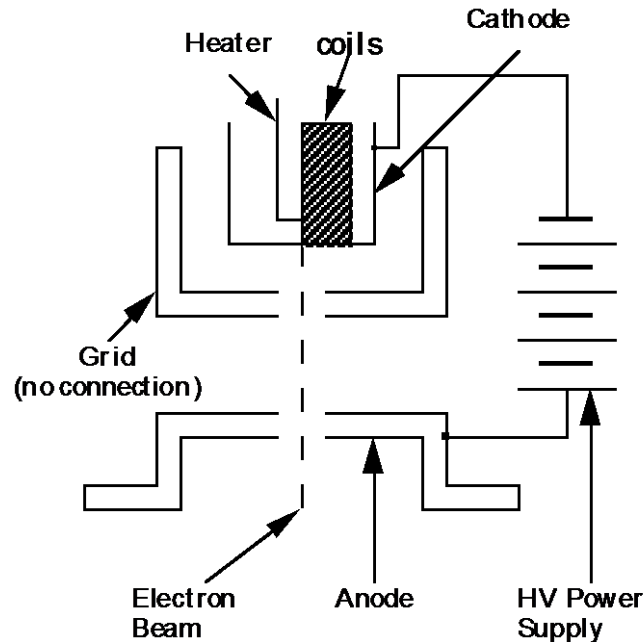 Cathode
coils
Heater
Grid
(no connection)
Electron
Beam
Anode
HV Power
Supply